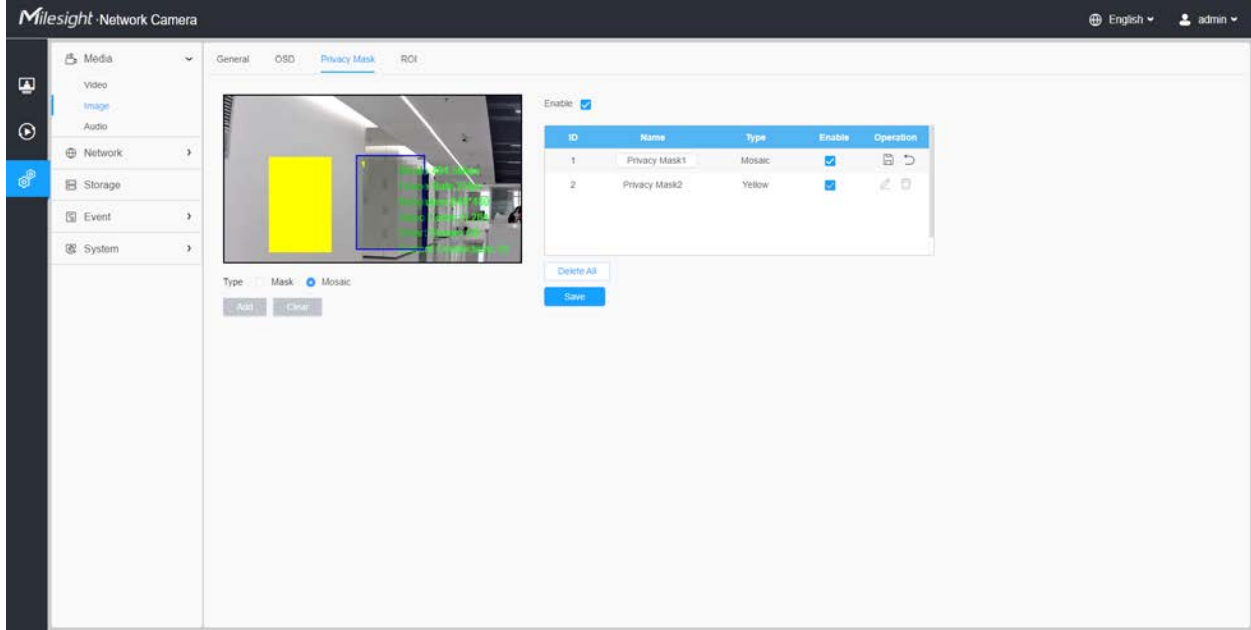 Milesight · Network Camera
English
admin
Media
Video
Image
Audio
Network
Storage
Event
System
General
OSD
Privacy Mask
ROI
1
Type
Mask
Mosaic
Add
Clear
Enable
ID Name Type Enable Operation
1 Privacy Mask1 Mosaic
2 Privacy Mask2 Yellow
Delete All
Save